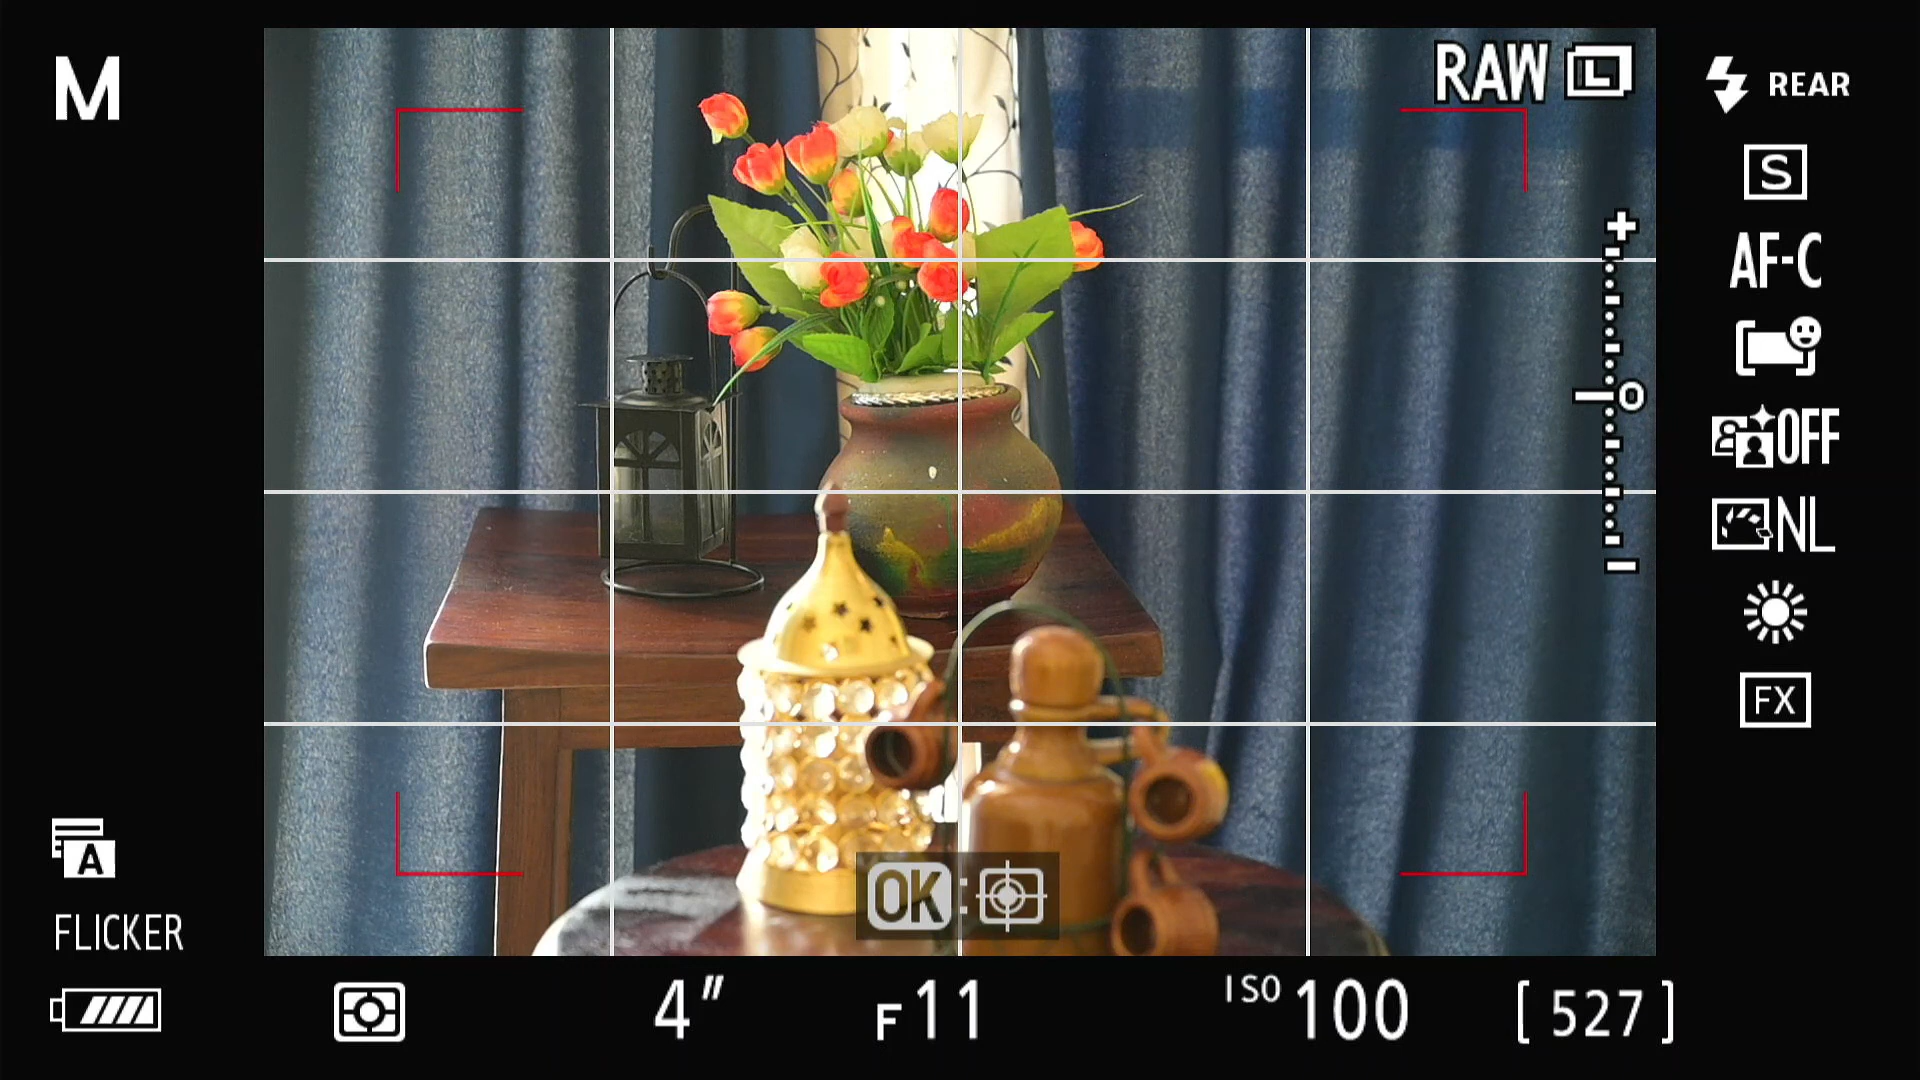 M
RAW L
REAR
S
AF-C
OFF
NL
FX
A
FLICKER
OK :
4" F11 ISO 100 [527]